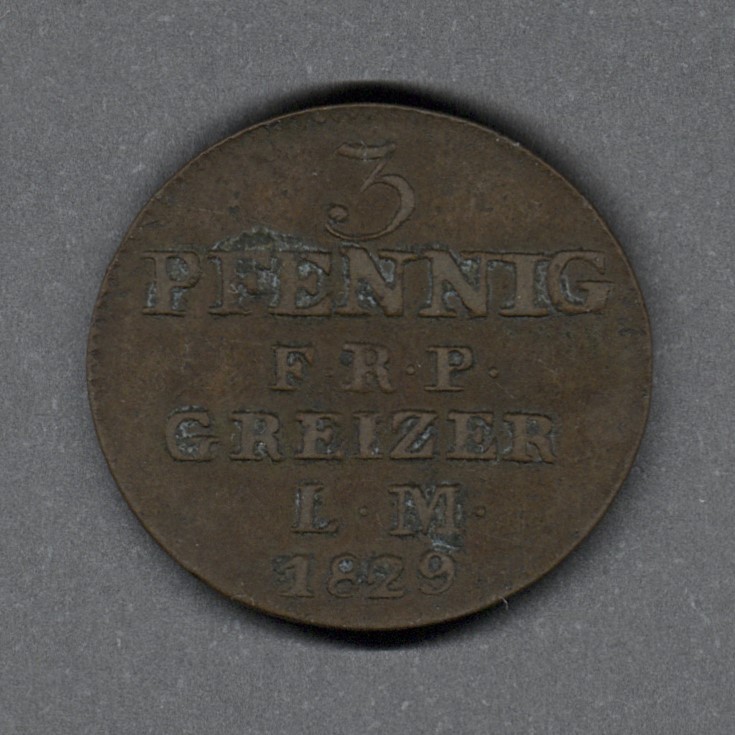 3
PFENNIG
F·R·P·
GREIZER
L·M·
1829